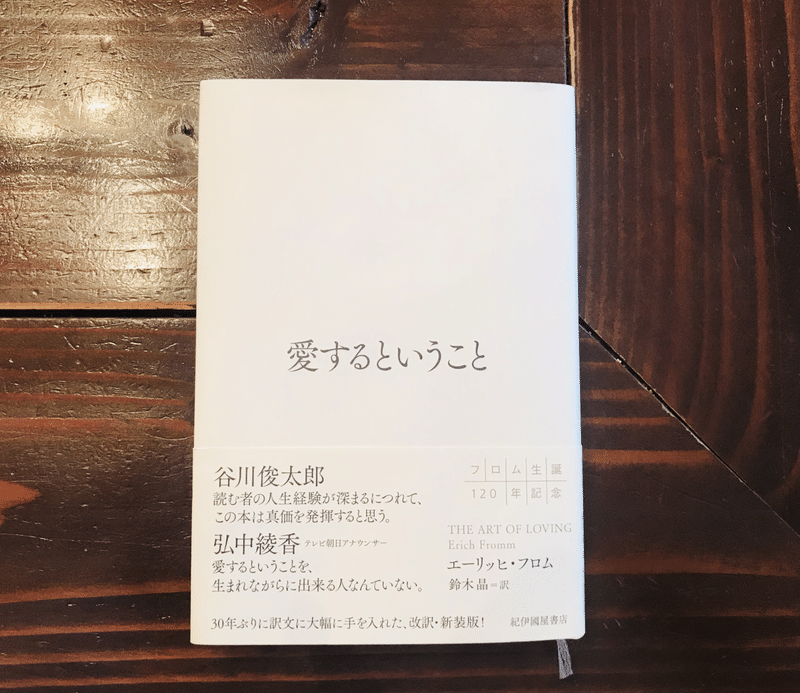 愛するということ
谷川俊太郎
読む者の人生経験が深まるにつれて、
この本は真価を発揮すると思う。
弘中綾香 テレビ朝日アナウンサー
愛するということを、
生まれながらに出来る人なんていない。
フロム生誕
120年記念
THE ART OF LOVING
Erich Fromm
エーリッヒ・フロム
鈴木晶=訳
30年ぶりに訳文に大幅に手を入れた、改訳・新装版!
紀伊國屋書店